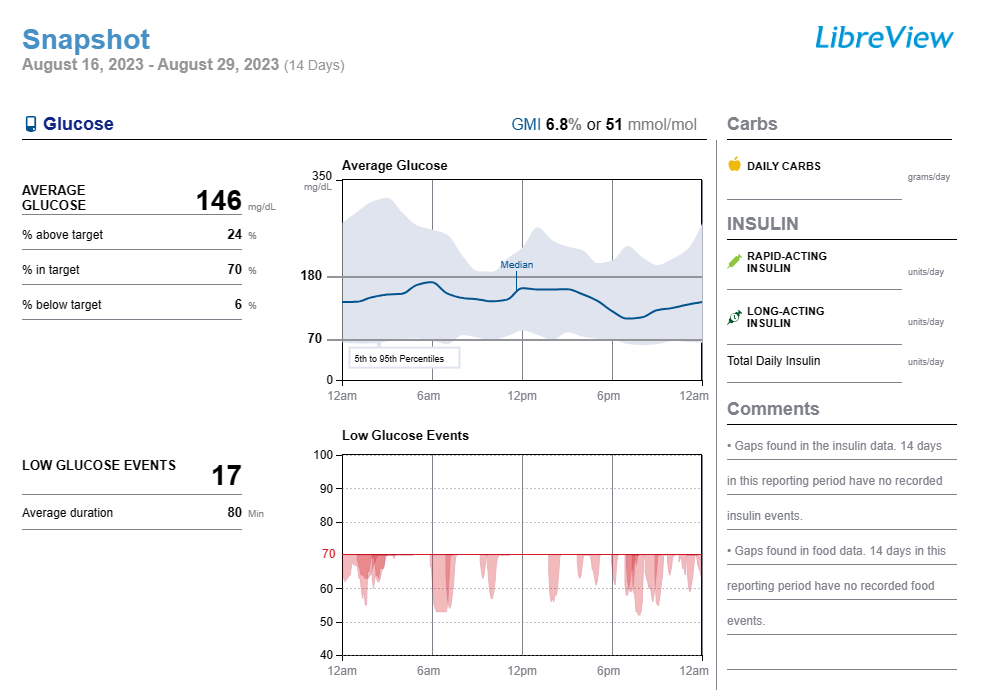 Snapshot
LibreView
August 16, 2023 - August 29, 2023 (14 Days)
Glucose
GMI 6.8% or 51 mmol/mol
AVERAGE
GLUCOSE
146 mg/dL
% above target 24 %
% in target 70 %
% below target 6 %
Average Glucose
350
mg/dL
180
70
0
Median
5th to 95th Percentiles
12am 6am 12pm 6pm 12am
LOW GLUCOSE EVENTS 17
Average duration 80 Min
Low Glucose Events
100
90
80
70
60
50
40
12am 6am 12pm 6pm 12am
Carbs
DAILY CARBS
grams/day
INSULIN
RAPID-ACTING
INSULIN
units/day
LONG-ACTING
INSULIN
units/day
Total Daily Insulin units/day
Comments
• Gaps found in the insulin data. 14 days
in this reporting period have no recorded
insulin events.
• Gaps found in food data. 14 days in this
reporting period have no recorded food
events.